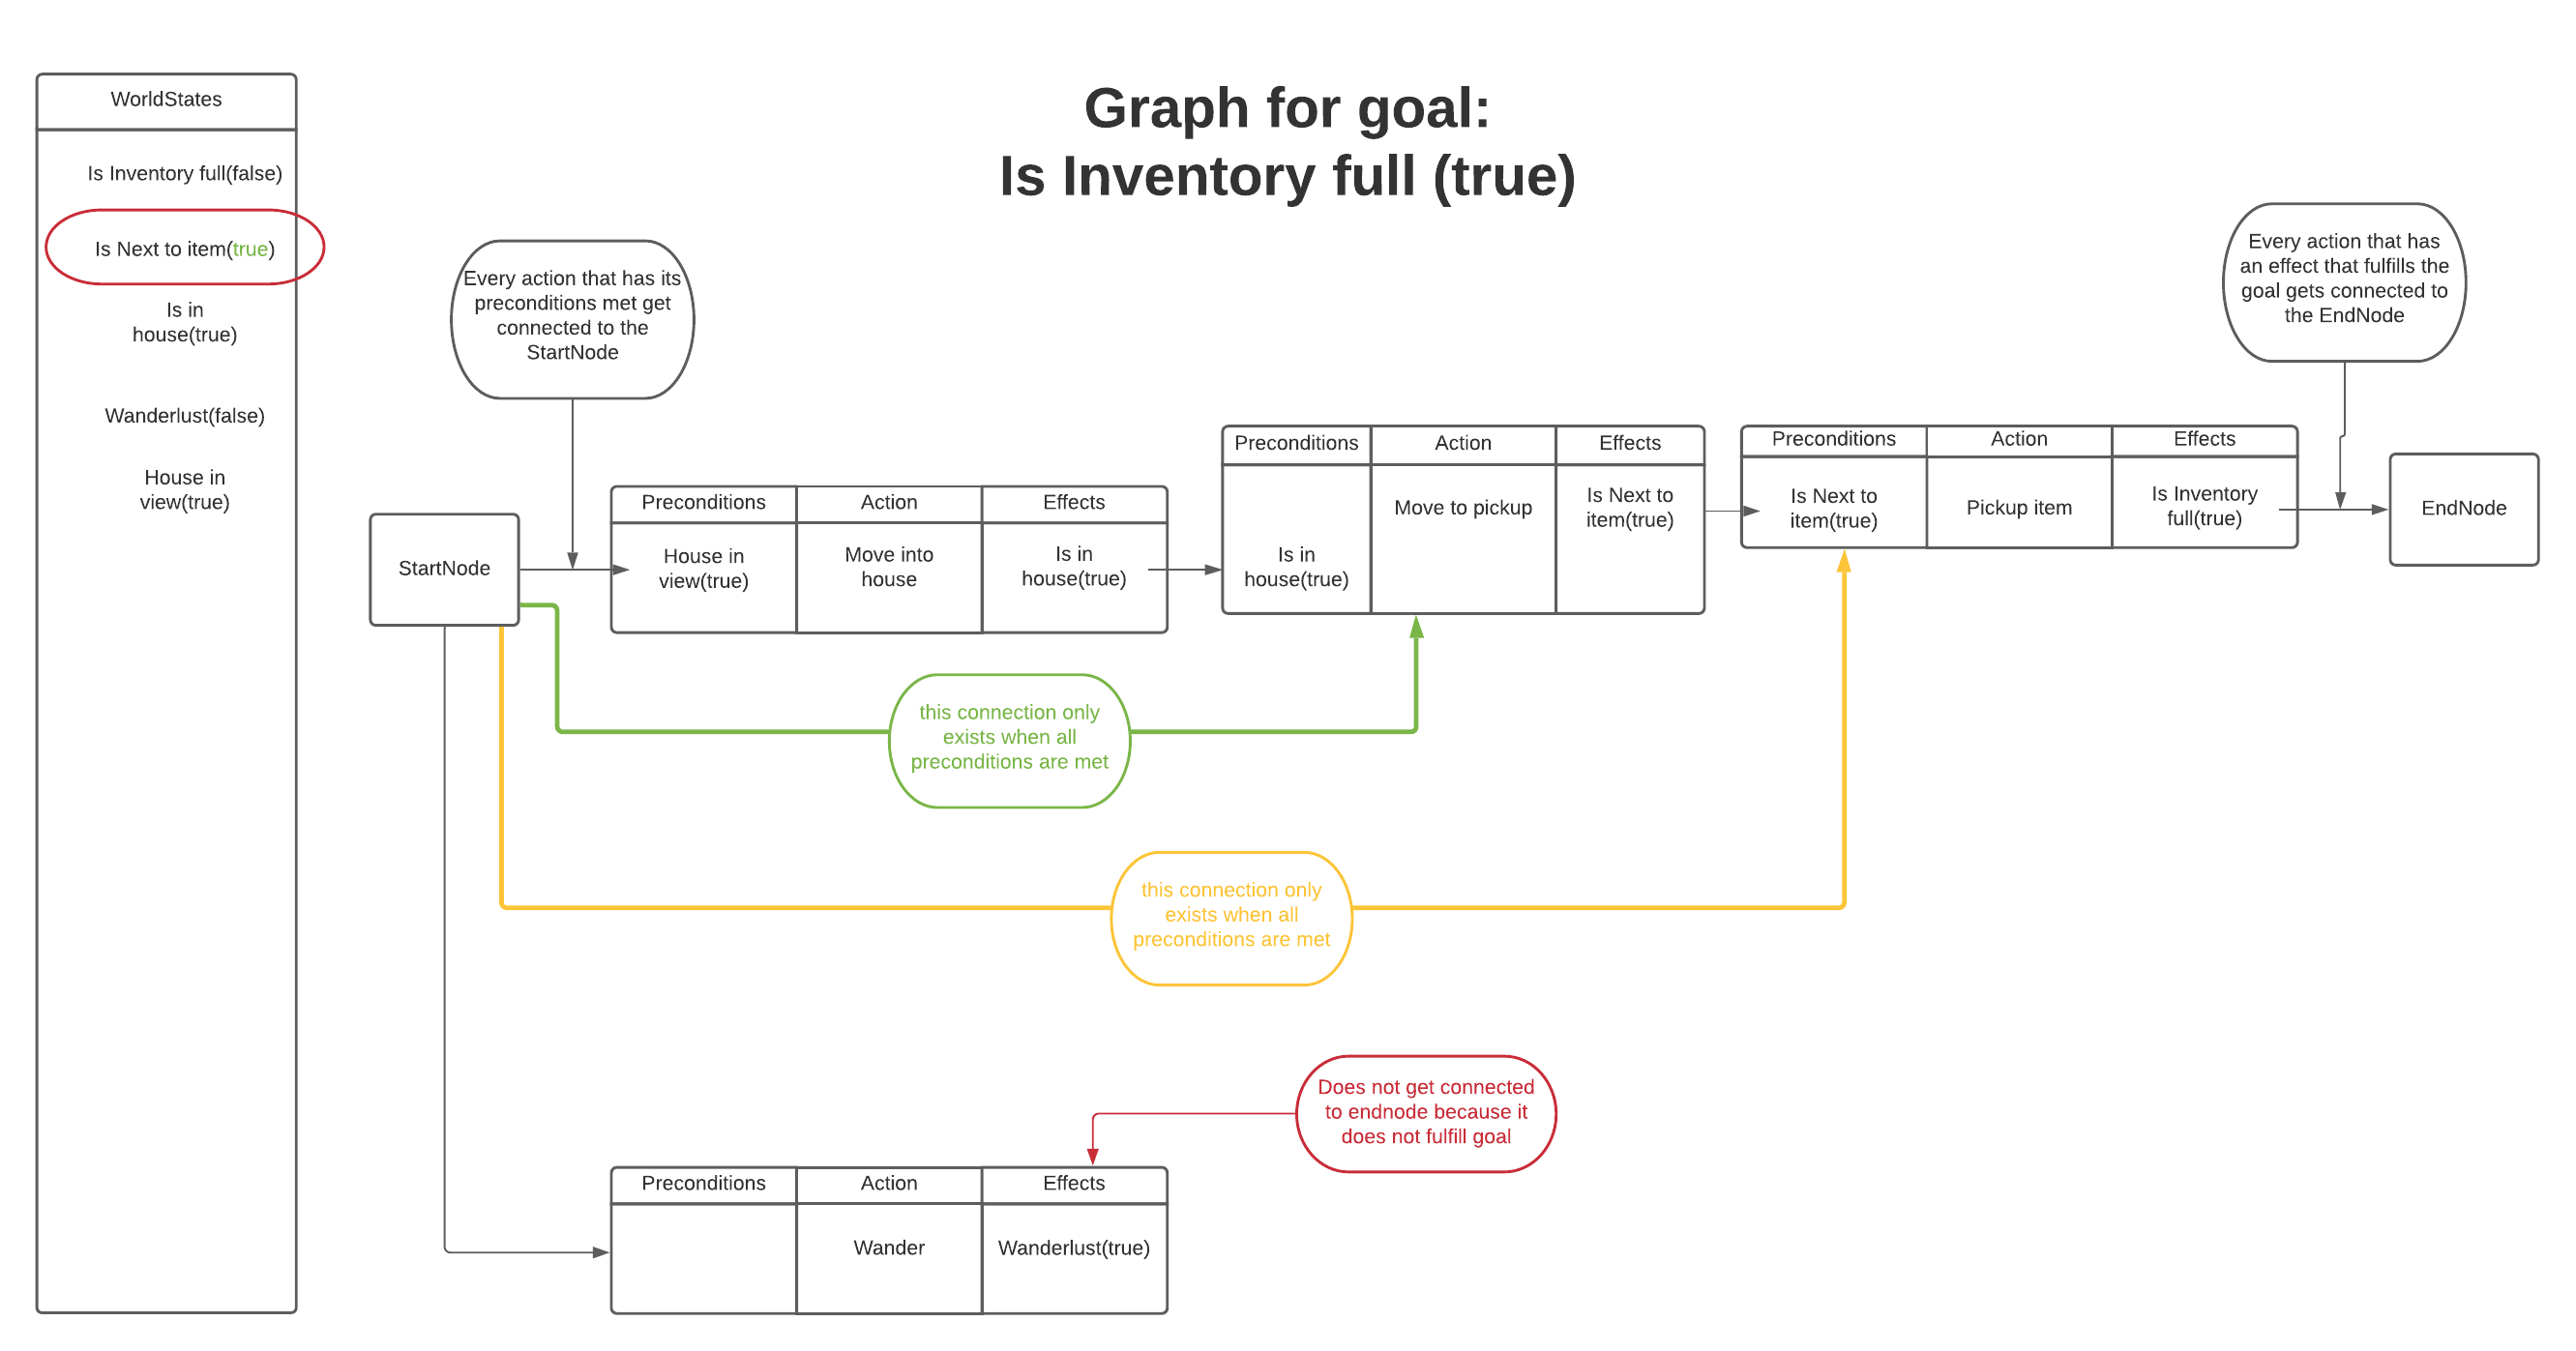 Graph for goal:
Is Inventory full (true)
WorldStates
Is Inventory full(false)
Is Next to item(true)
Is in
house(true)
Wanderlust(false)
House in
view(true)
Every action that has its
preconditions met get
connected to the
StartNode
Every action that has
an effect that fulfills the
goal gets connected to
the EndNode
StartNode
Preconditions
Action
Effects
House in
view(true)
Move into
house
Is in
house(true)
Preconditions
Action
Effects
Is in
house(true)
Move to pickup
Is Next to
item(true)
Preconditions
Action
Effects
Is Next to
item(true)
Pickup item
Is Inventory
full(true)
EndNode
this connection only
exists when all
preconditions are met
this connection only
exists when all
preconditions are met
Does not get connected
to endnode because it
does not fulfill goal
Preconditions
Action
Effects
Wander
Wanderlust(true)